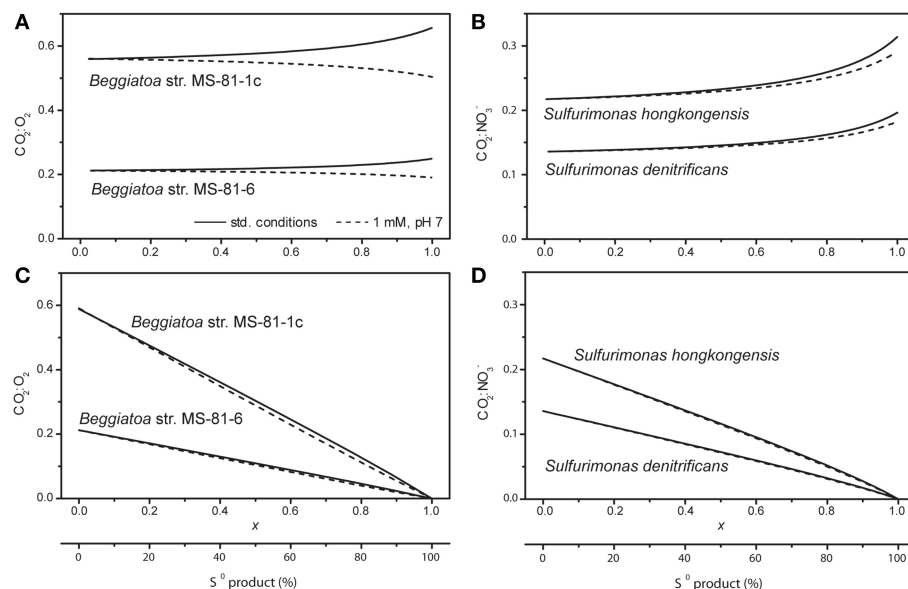 A
B
CO₂:O₂
0.6
0.4
0.2
0.0
Beggiatoa str. MS-81-1c
Beggiatoa str. MS-81-6
std. conditions
1 mM, pH 7
0.0 0.2 0.4 0.6 0.8 1.0
CO₂:NO₃⁻
0.3
0.2
0.1
0.0
Sulfurimonas hongkongensis
Sulfurimonas denitrificans
0.0 0.2 0.4 0.6 0.8 1.0
C
D
CO₂:O₂
0.6
0.4
0.2
0.0
Beggiatoa str. MS-81-1c
Beggiatoa str. MS-81-6
0.0 0.2 0.4 0.6 0.8 1.0
x
0 20 40 60 80 100
S⁰ product (%)
CO₂:NO₃⁻
0.3
0.2
0.1
0.0
Sulfurimonas hongkongensis
Sulfurimonas denitrificans
0.0 0.2 0.4 0.6 0.8 1.0
x
0 20 40 60 80 100
S⁰ product (%)